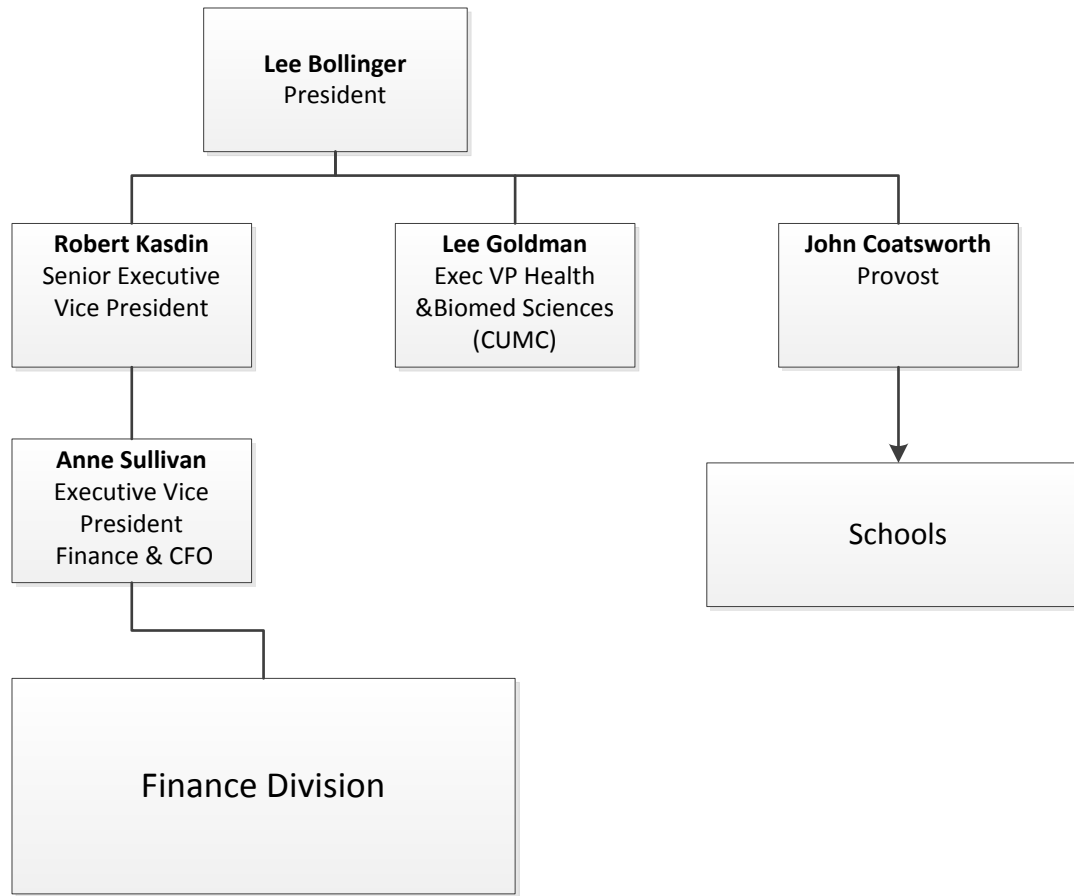 Lee Bollinger
President
Robert Kasdin
Senior Executive
Vice President
Lee Goldman
Exec VP Health
&Biomed Sciences
(CUMC)
John Coatsworth
Provost
Anne Sullivan
Executive Vice
President
Finance & CFO
Schools
Finance Division